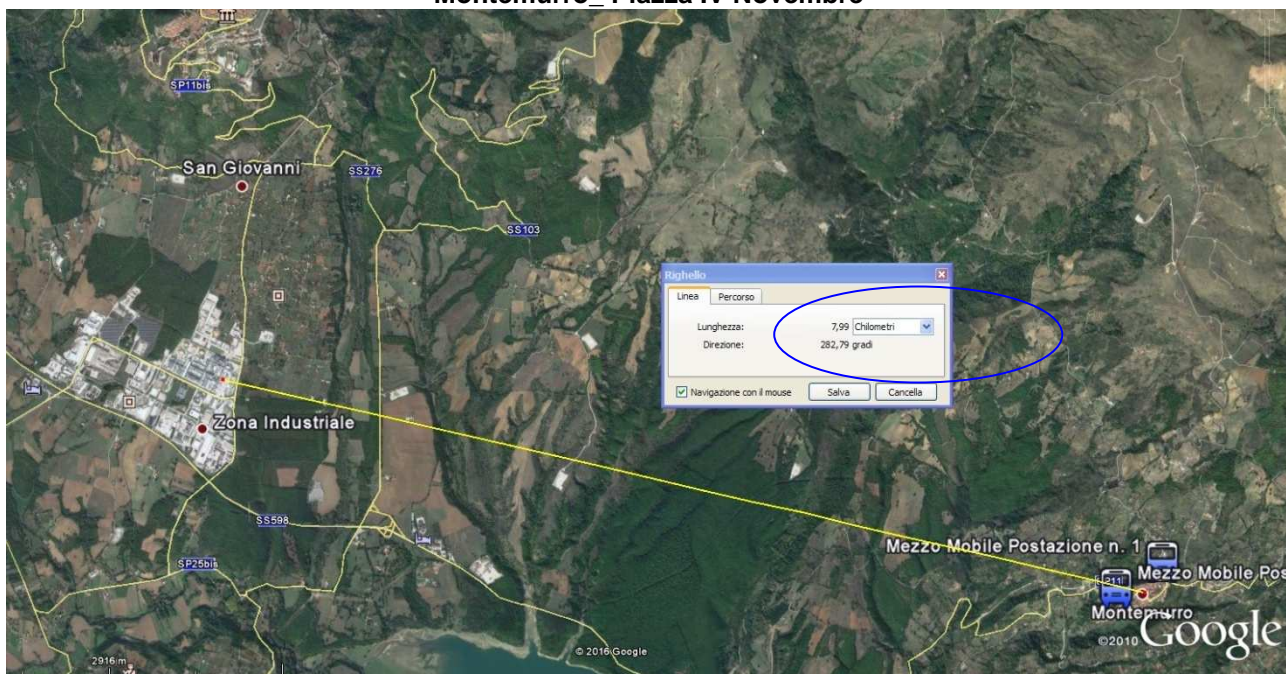 Montemurro_ Piazza IV Novembre
SP11bis
San Giovanni
SS276
SS103
Righello
Linea Percorso
Lunghezza: 7,99 Chilometri
Direzione: 282,79 gradi
Navigazione con il mouse Salva Cancella
Zona Industriale
SS598
SP25bis
Mezzo Mobile Postazione n. 1
Mezzo Mobile Pos
Montemurro
©2010 Google
© 2016 Google
2916 m